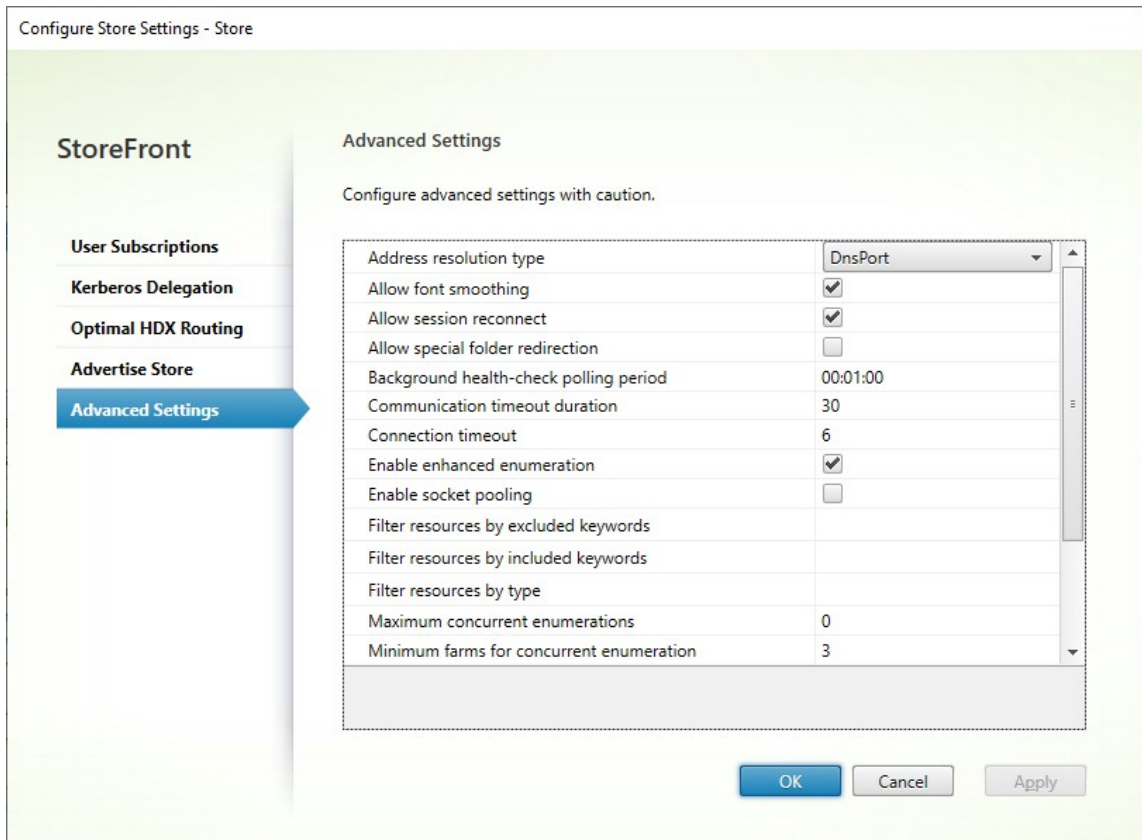 Configure Store Settings - Store
StoreFront
User Subscriptions
Kerberos Delegation
Optimal HDX Routing
Advertise Store
Advanced Settings
Advanced Settings
Configure advanced settings with caution.
Address resolution type DnsPort
Allow font smoothing
Allow session reconnect
Allow special folder redirection
Background health-check polling period 00:01:00
Communication timeout duration 30
Connection timeout 6
Enable enhanced enumeration
Enable socket pooling
Filter resources by excluded keywords
Filter resources by included keywords
Filter resources by type
Maximum concurrent enumerations 0
Minimum farms for concurrent enumeration 3
OK Cancel Apply